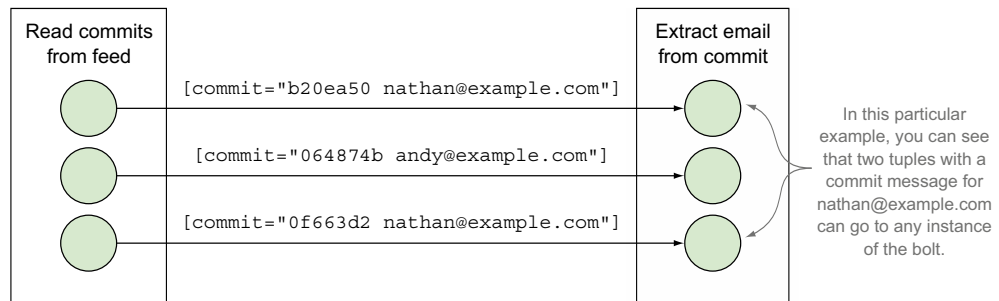 Read commits
from feed
Extract email
from commit
[commit="b20ea50 nathan@example.com"]
[commit="064874b andy@example.com"]
[commit="0f663d2 nathan@example.com"]
In this particular
example, you can see
that two tuples with a
commit message for
nathan@example.com
can go to any instance
of the bolt.